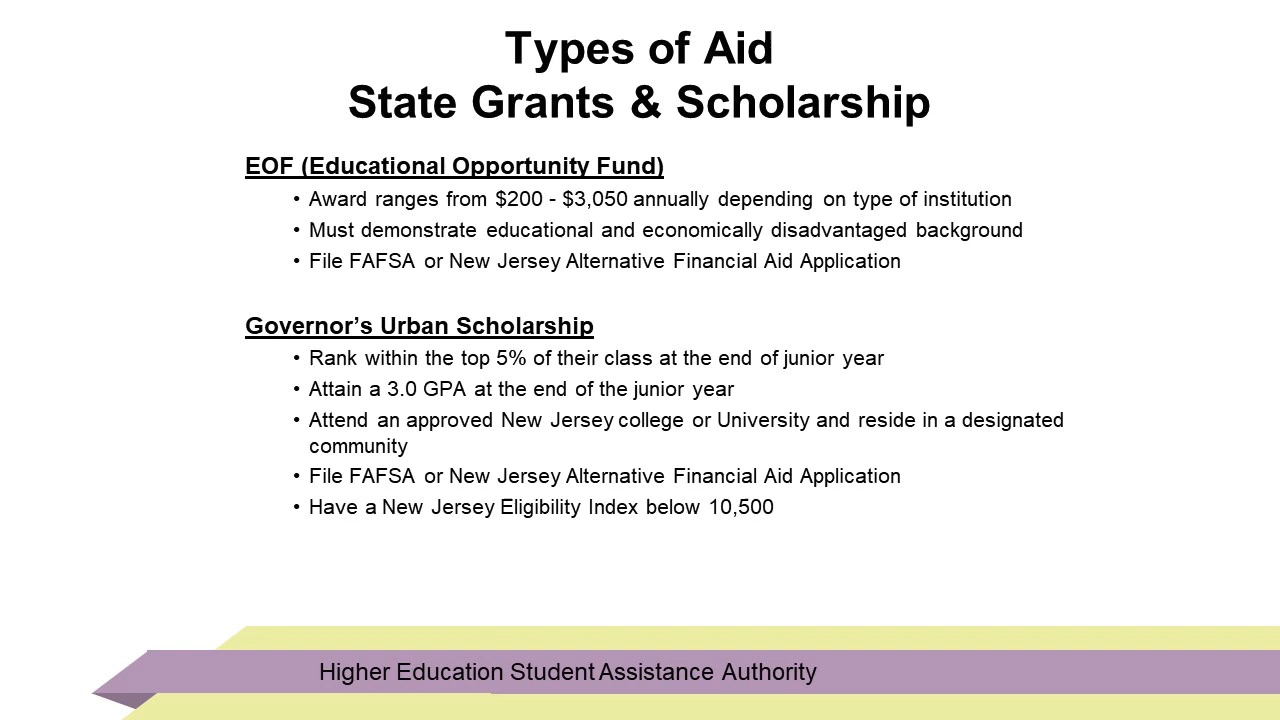 Types of Aid
State Grants & Scholarship
EOF (Educational Opportunity Fund)
• Award ranges from $200 - $3,050 annually depending on type of institution
• Must demonstrate educational and economically disadvantaged background
• File FAFSA or New Jersey Alternative Financial Aid Application
Governor’s Urban Scholarship
• Rank within the top 5% of their class at the end of junior year
• Attain a 3.0 GPA at the end of the junior year
• Attend an approved New Jersey college or University and reside in a designated
community
• File FAFSA or New Jersey Alternative Financial Aid Application
• Have a New Jersey Eligibility Index below 10,500
Higher Education Student Assistance Authority